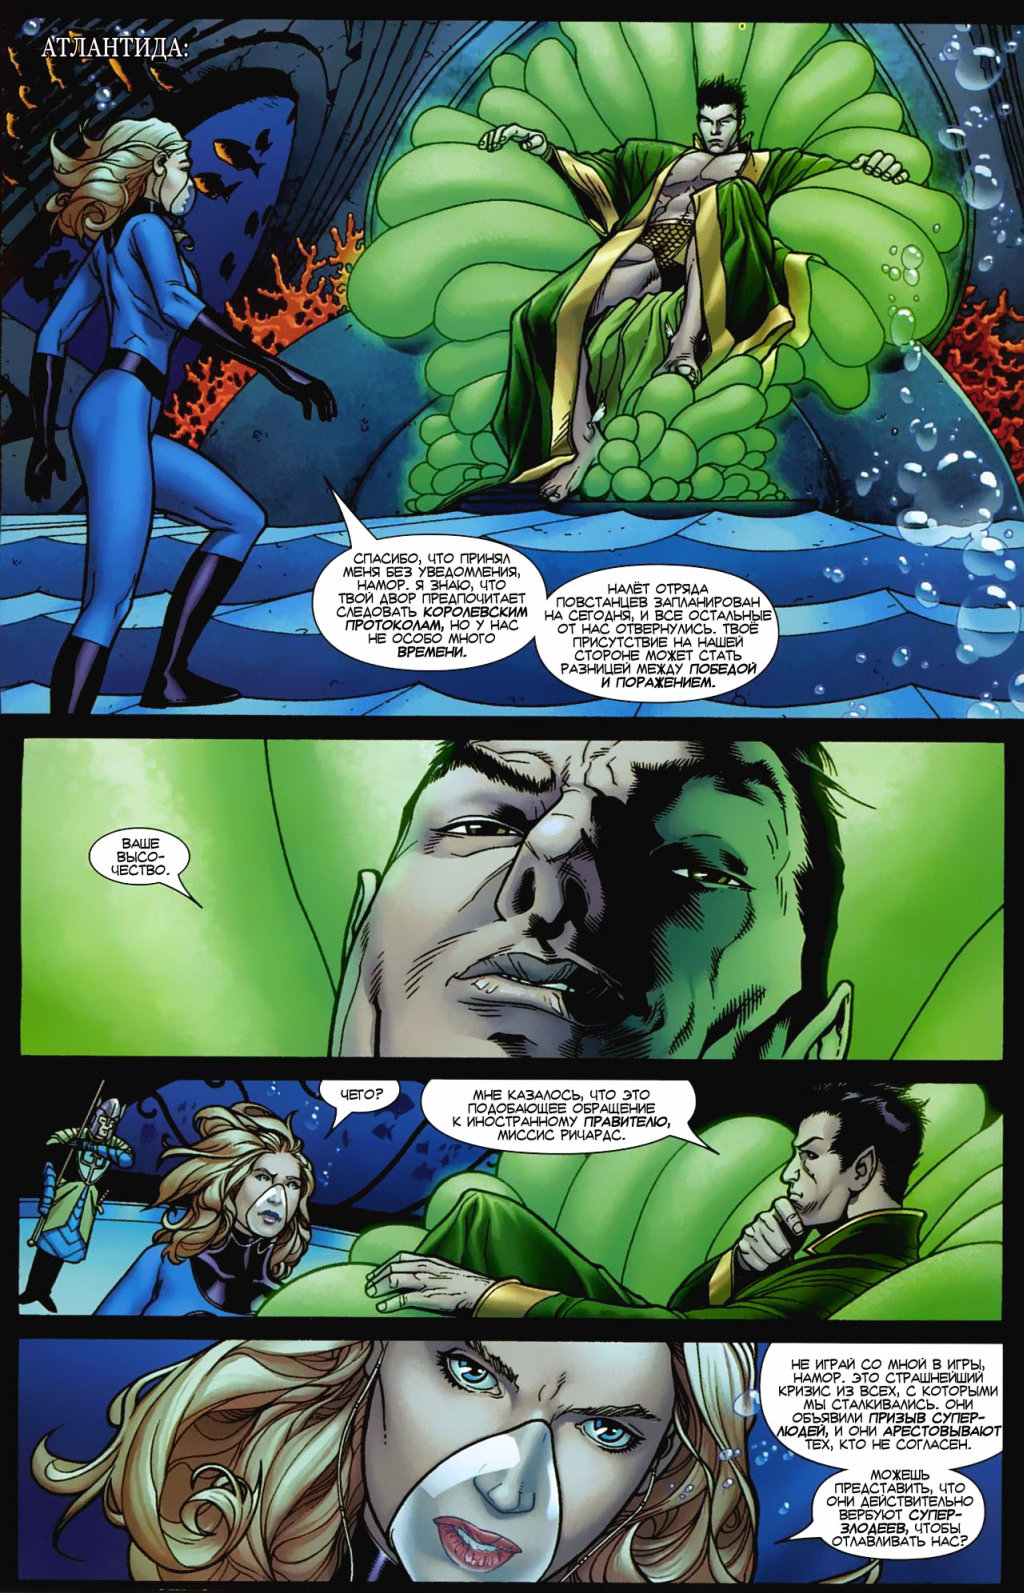 АТЛАНТИДА:
СПАСИБО, ЧТО ПРИНЯЛ
МЕНЯ БЕЗ УВЕДОМЛЕНИЯ,
НАМОР. Я ЗНАЮ, ЧТО
ТВОЙ ДВОР ПРЕДПОЧИТАЕТ
СЛЕДОВАТЬ КОРОЛЕВСКИМ
ПРОТОКОЛАМ, НО У НАС
НЕ ОСОБО МНОГО
ВРЕМЕНИ.
НАЛЁТ ОТРЯДА
ПОВСТАНЦЕВ ЗАПЛАНИРОВАН
НА СЕГОДНЯ, И ВСЕ ОСТАЛЬНЫЕ
ОТ НАС ОТВЕРНУЛИСЬ. ТВОЁ
ПРИСУТСТВИЕ НА НАШЕЙ
СТОРОНЕ МОЖЕТ СТАТЬ
РАЗНИЦЕЙ МЕЖДУ ПОБЕДОЙ
И ПОРАЖЕНИЕМ.
ВАШЕ
ВЫСО-
ЧЕСТВО.
ЧЕГО?
МНЕ КАЗАЛОСЬ, ЧТО ЭТО
ПОДОБАЮЩЕЕ ОБРАЩЕНИЕ
К ИНОСТРАННОМУ ПРАВИТЕЛЮ,
МИССИС РИЧАРДС.
НЕ ИГРАЙ СО МНОЙ В ИГРЫ,
НАМОР. ЭТО СТРАШНЕЙШИЙ
КРИЗИС ИЗ ВСЕХ, С КОТОРЫМИ
МЫ СТАЛКИВАЛИСЬ. ОНИ
ОБЪЯВИЛИ ПРИЗЫВ СУПЕР-
ЛЮДЕЙ, И ОНИ АРЕСТОВЫВАЮТ
ТЕХ, КТО НЕ СОГЛАСЕН.
МОЖЕШЬ
ПРЕДСТАВИТЬ, ЧТО
ОНИ ДЕЙСТВИТЕЛЬНО
ВЕРБУЮТ СУПЕР-
ЗЛОДЕЕВ, ЧТОБЫ
ОТЛАВЛИВАТЬ НАС?